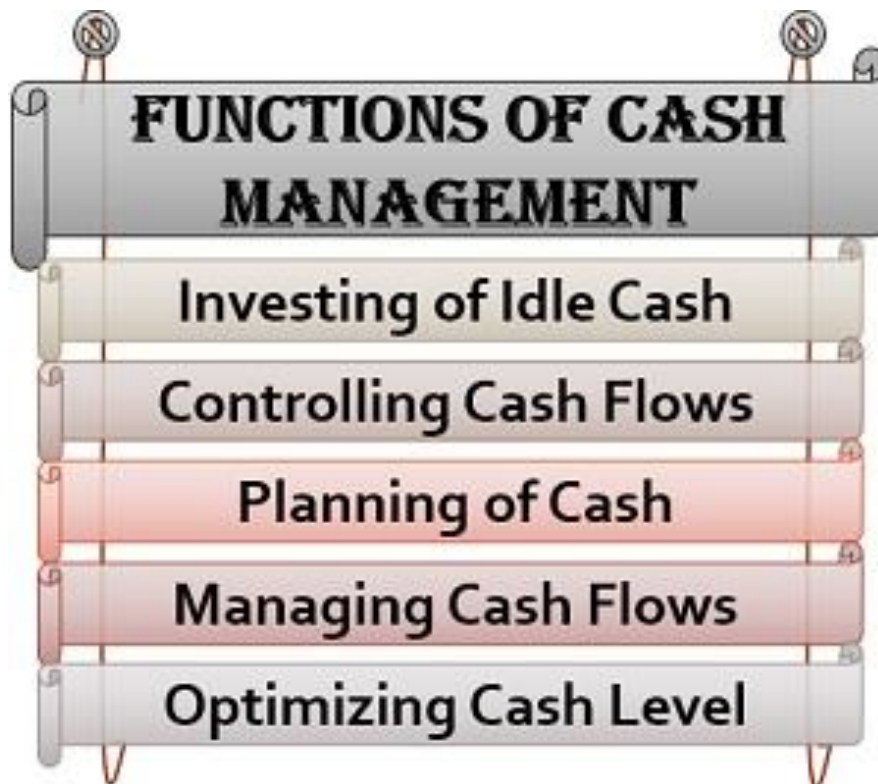 FUNCTIONS OF CASH
MANAGEMENT
Investing of Idle Cash
Controlling Cash Flows
Planning of Cash
Managing Cash Flows
Optimizing Cash Level